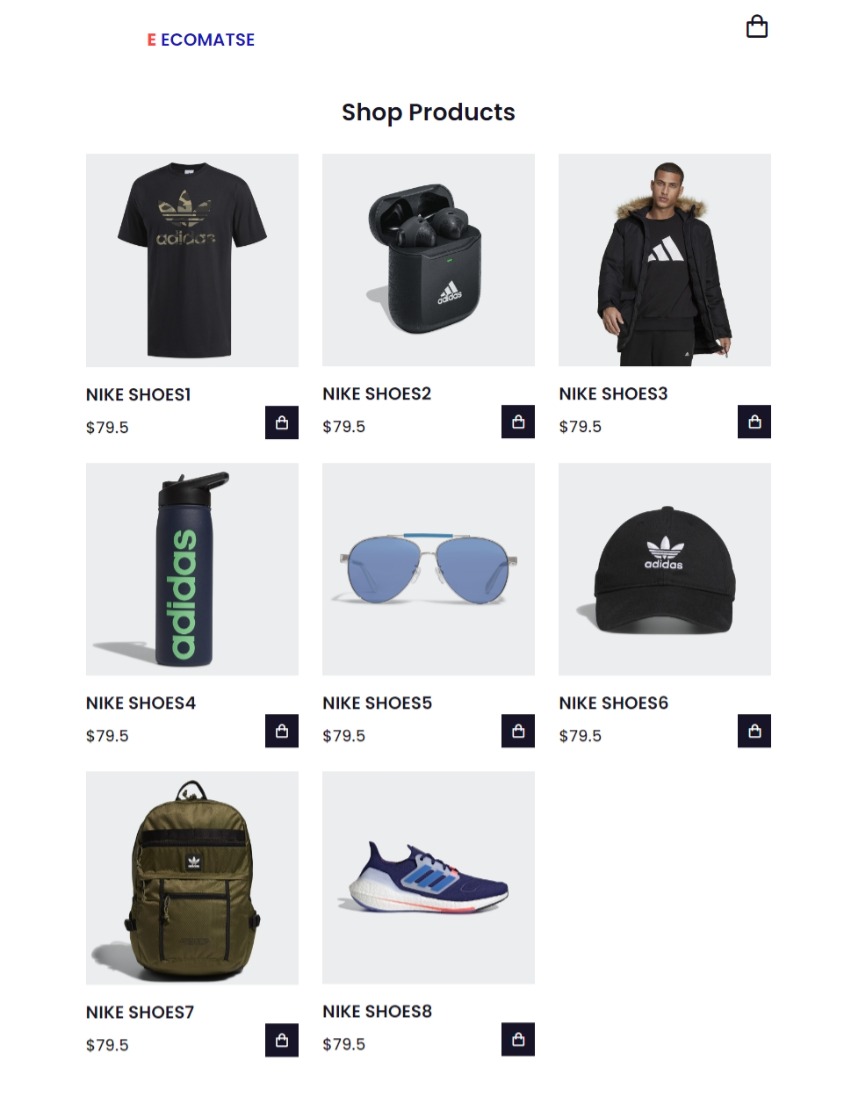 E ECOMATSE
Shop Products
adidas
adidas
NIKE SHOES1
$79.5
NIKE SHOES2
$79.5
NIKE SHOES3
$79.5
adidas
adidas
NIKE SHOES4
$79.5
NIKE SHOES5
$79.5
NIKE SHOES6
$79.5
NIKE SHOES7
$79.5
NIKE SHOES8
$79.5